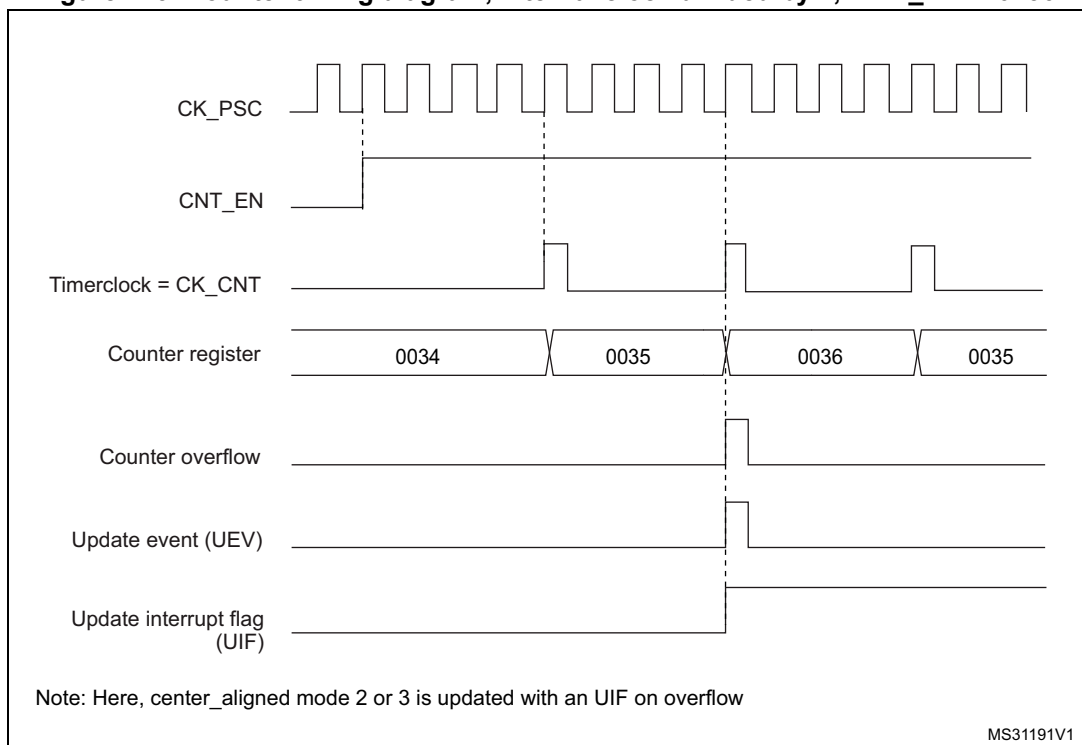 CK_PSC
CNT_EN
Timerclock = CK_CNT
Counter register
0034
0035
0036
0035
Counter overflow
Update event (UEV)
Update interrupt flag
(UIF)
Note: Here, center_aligned mode 2 or 3 is updated with an UIF on overflow
MS31191V1